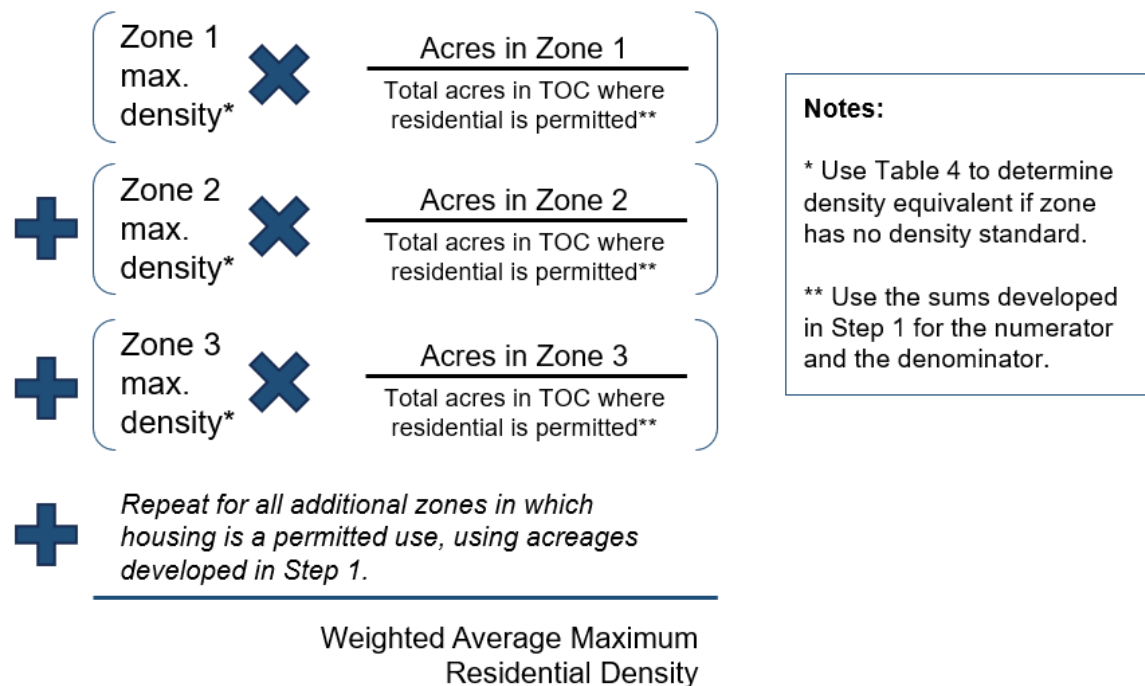 Zone 1
max.
density*
Acres in Zone 1
Total acres in TOC where
residential is permitted**
Zone 2
max.
density*
Acres in Zone 2
Total acres in TOC where
residential is permitted**
Zone 3
max.
density*
Acres in Zone 3
Total acres in TOC where
residential is permitted**
Repeat for all additional zones in which
housing is a permitted use, using acreages
developed in Step 1.
Weighted Average Maximum
Residential Density
Notes:
* Use Table 4 to determine
density equivalent if zone
has no density standard.
** Use the sums developed
in Step 1 for the numerator
and the denominator.